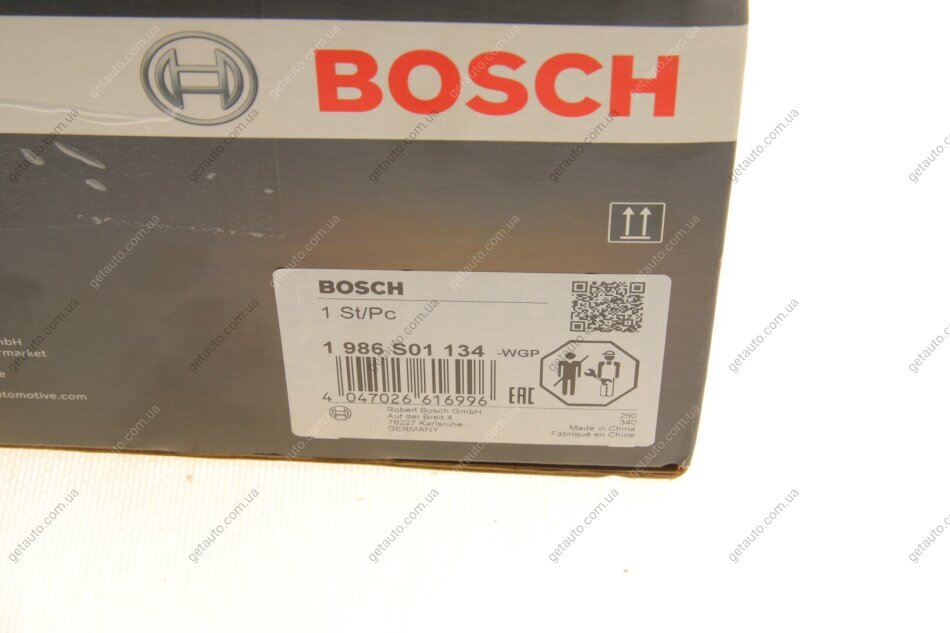 BOSCH
BOSCH
1 St/Pc
1 986 S01 134 -WGP
4 047026 616996
EAC
Robert Bosch GmbH
Auf der Breit 4
76227 Karlsruhe
GERMANY
250
340
Made in China
Fabriqué en Chine
mbH
rmarket
e
utomotive.com
getauto.com.ua